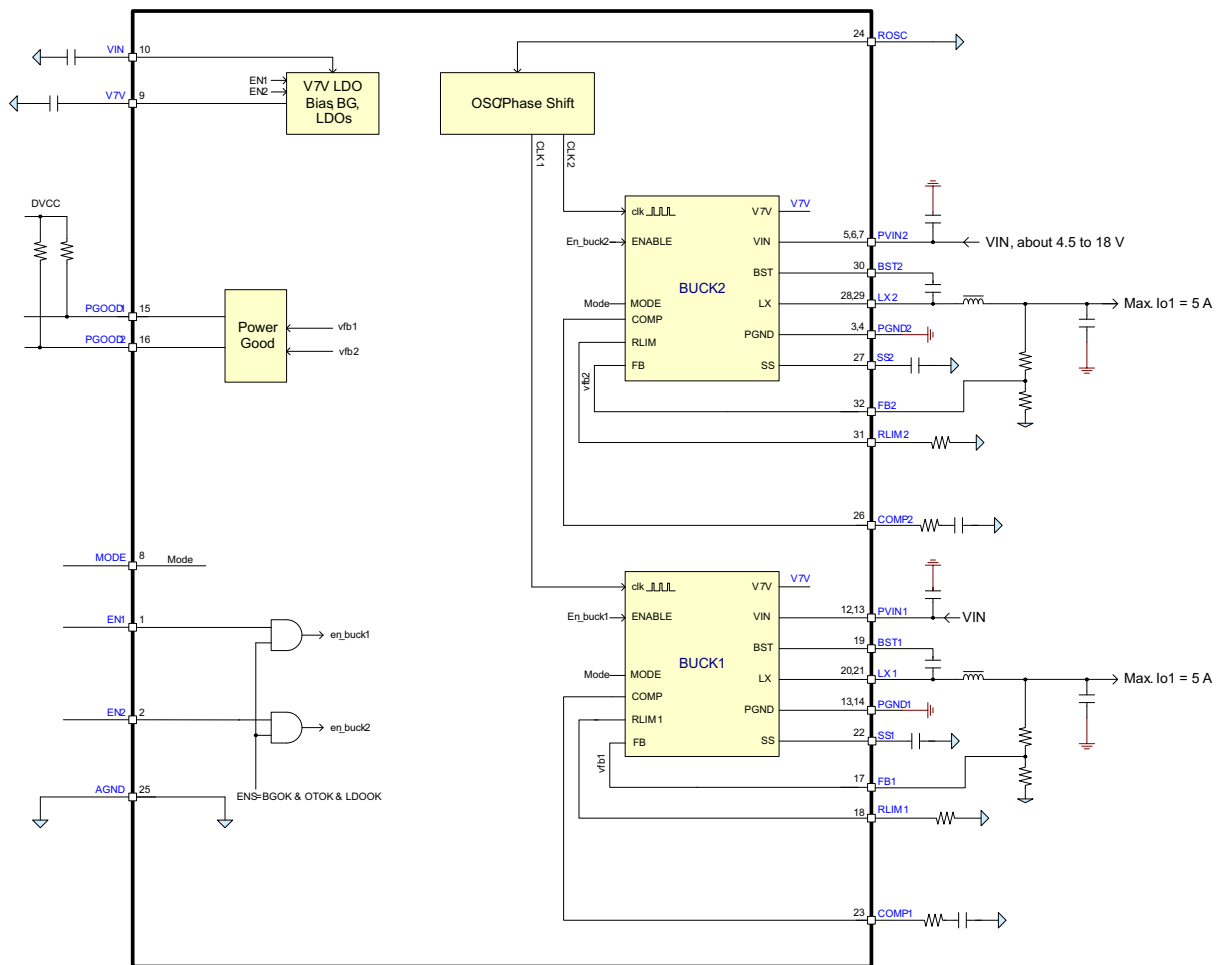 VIN
10
24
ROSC
EN1
EN2
V7V LDO
Bias, BG,
LDOs
V7V
9
OSC/Phase Shift
CLK1
CLK2
DVCC
clk
V7V
V7V
En_buck2
ENABLE
VIN
5,6,7
PVIN2
VIN, about 4.5 to 18 V
BST
30
BST2
BUCK2
Mode
MODE
LX
28,29
LX2
Max. Io1 = 5 A
PGOOD1
15
COMP
Power
Good
vfb1
PGND
3,4
PGND2
PGOOD2
16
RLIM
vfb2
FB
SS
27
SS2
vfb2
32
FB2
31
RLIM2
26
COMP2
MODE
8
Mode
clk
V7V
V7V
EN1
1
en_buck1
En_buck1
ENABLE
VIN
12,13
PVIN1
VIN
BST
19
BST1
BUCK1
Mode
MODE
LX
20,21
LX1
Max. Io1 = 5 A
COMP
EN2
2
en_buck2
RLIM1
PGND
13,14
PGND1
FB
SS
22
SS1
vfb1
AGND
25
ENS=BGOK & OTOK & LDOOK
17
FB1
18
RLIM1
23
COMP1